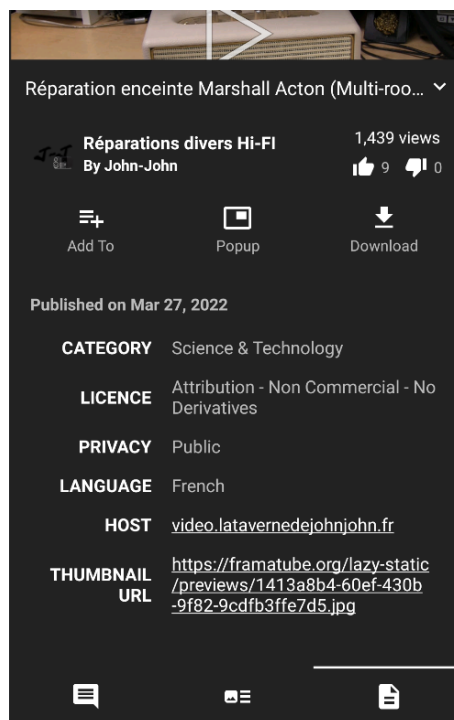 Réparation enceinte Marshall Acton (Multi-roo...
Réparations divers Hi-FI
By John-John
1,439 views
9
0
Add To
Popup
Download
Published on Mar 27, 2022
CATEGORY
Science & Technology
LICENCE
Attribution - Non Commercial - No
Derivatives
PRIVACY
Public
LANGUAGE
French
HOST
video.latavernedejohnjohn.fr
THUMBNAIL
URL
https://framatube.org/lazy-static
/previews/1413a8b4-60ef-430b
-9f82-9cdfb3ffe7d5.jpg